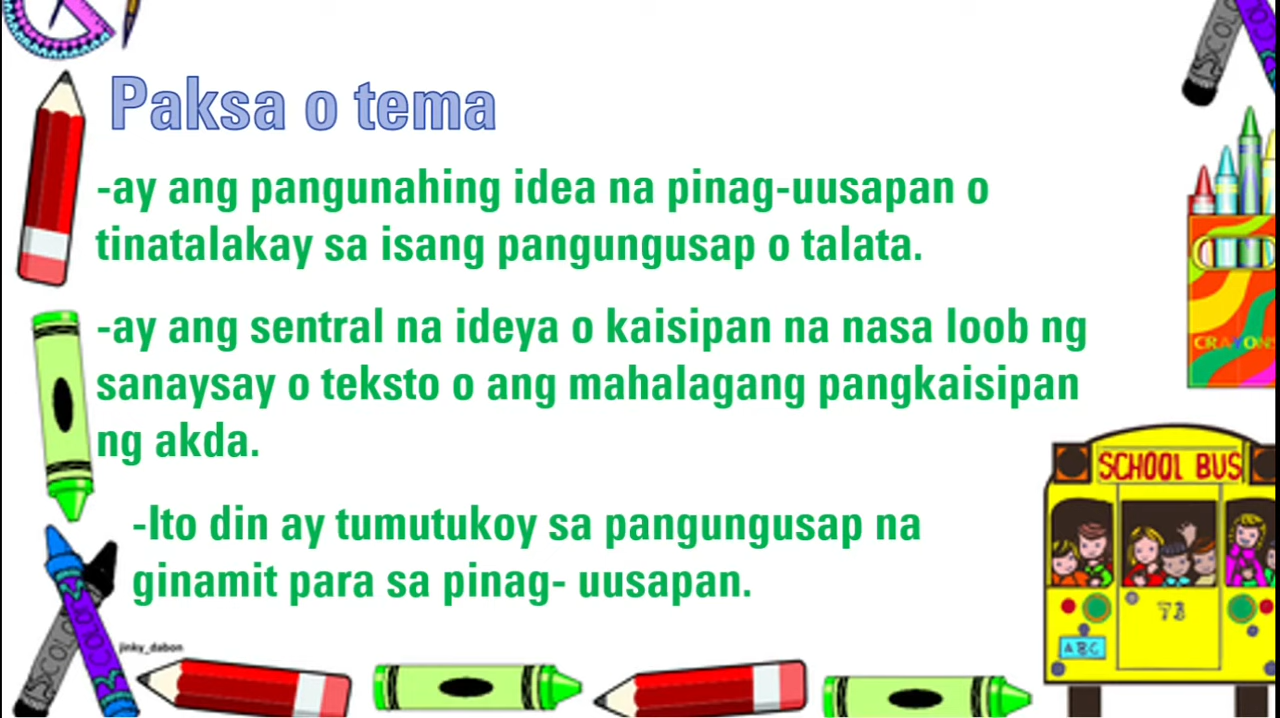 Paksa o tema
-ay ang pangunahing idea na pinag-uusapan o
tinatalakay sa isang pangungusap o talata.
-ay ang sentral na ideya o kaisipan na nasa loob ng
sanaysay o teksto o ang mahalagang pangkaisipan
ng akda.
-Ito din ay tumutukoy sa pangungusap na
ginamit para sa pinag- uusapan.
jinky_dabon
CRAYONS
SCHOOL BUS
73
ABC